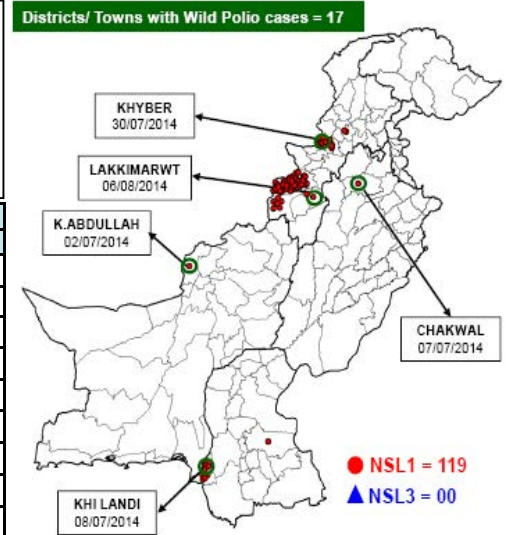 Districts/ Towns with Wild Polio cases = 17
KHYBER
30/07/2014
LAKKIMARWT
06/08/2014
K.ABDULLAH
02/07/2014
CHAKWAL
07/07/2014
NSL1 = 119
NSL3 = 00
KHI LANDI
08/07/2014